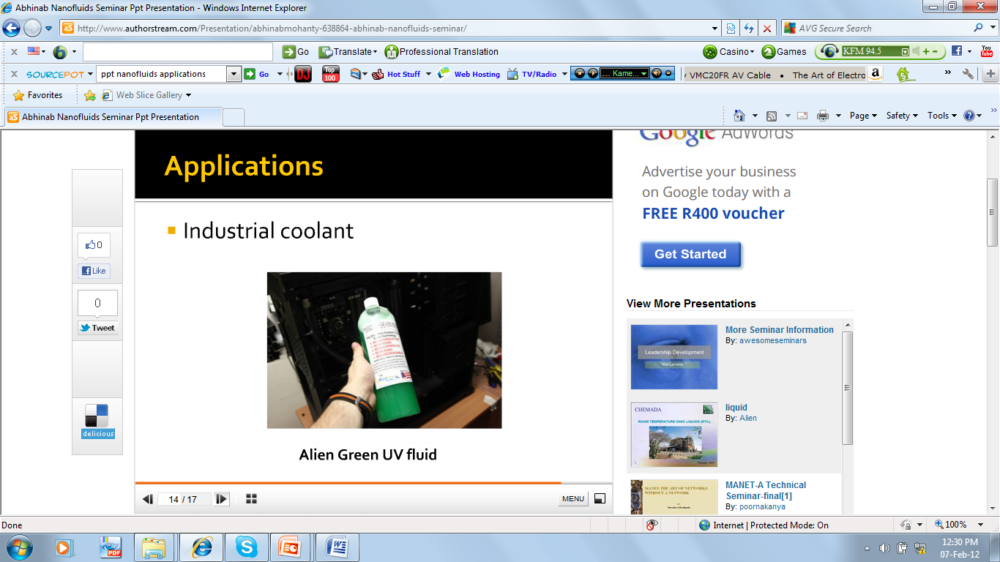 Abhinab Nanofluids Seminar Ppt Presentation - Windows Internet Explorer
http://www.authorstream.com/Presentation/abhinabmohanty-633864-abhinab-nanofluids-seminar/
AVG Secure Search
Go
Translate
Professional Translation
Casino
Games
KFM 94.5
You Tube
SOURCEPOT
ppt nanofluids applications
Go
DJ
Top 100
Hot Stuff
Web Hosting
TV/Radio
.... Kame...
VMC20FR AV Cable • The Art of Electro
a
Favorites
Web Slice Gallery
aS Abhinab Nanofluids Seminar Ppt Presentation
Page
Safety
Tools
Applications
Industrial coolant
Alien Green UV fluid
0
Like
0
Tweet
delicious
14 / 17
MENU
Google AdWords
Advertise your business
on Google today with a
FREE R400 voucher
Get Started
View More Presentations
Leadership Development
More Seminar Information
By: awesomeseminars
CHEMADA
ROOM TEMPERATURE IONIC LIQUIDS (RTIL)
liquid
By: Alien
MANET-THE ART OF NETWORKS
WITHOUT A NETWORK
MANET-A Technical
Seminar-final[1]
By: poornakanya
Done
Internet | Protected Mode: On
100%
PDF
12:30 PM
07-Feb-12